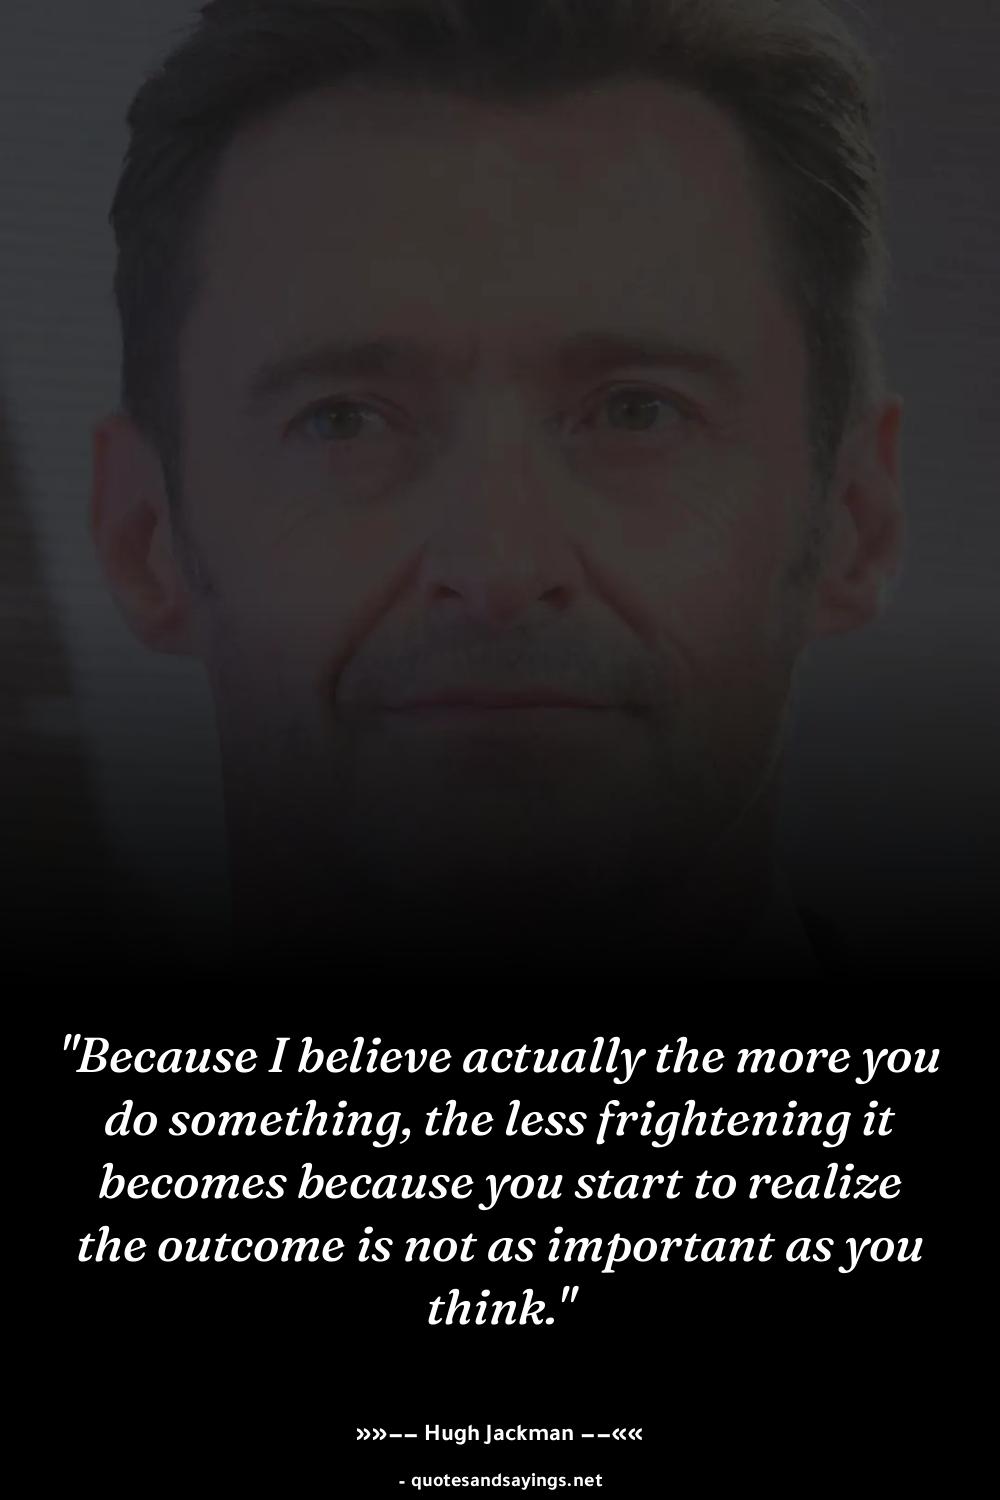 "Because I believe actually the more you
do something, the less frightening it
becomes because you start to realize
the outcome is not as important as you
think."
»»–– Hugh Jackman ––««
- quotesandsayings.net